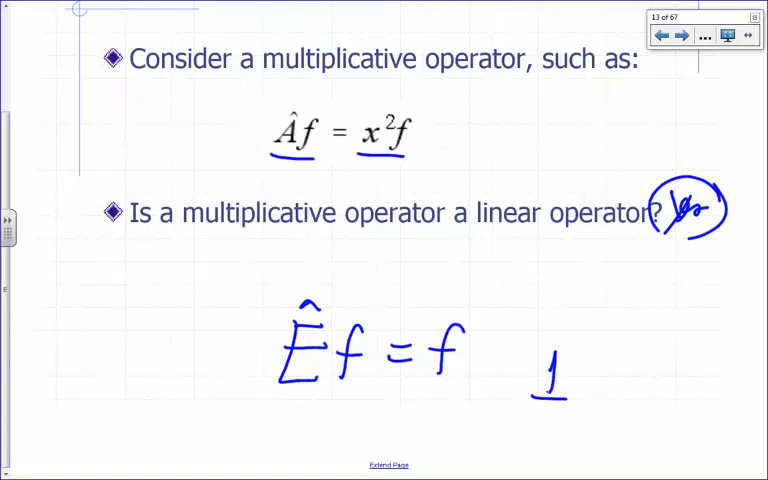 13 of 67
Consider a multiplicative operator, such as:
Âf = x²f
Is a multiplicative operator a linear operator?
Êf = f
1
Extend Page